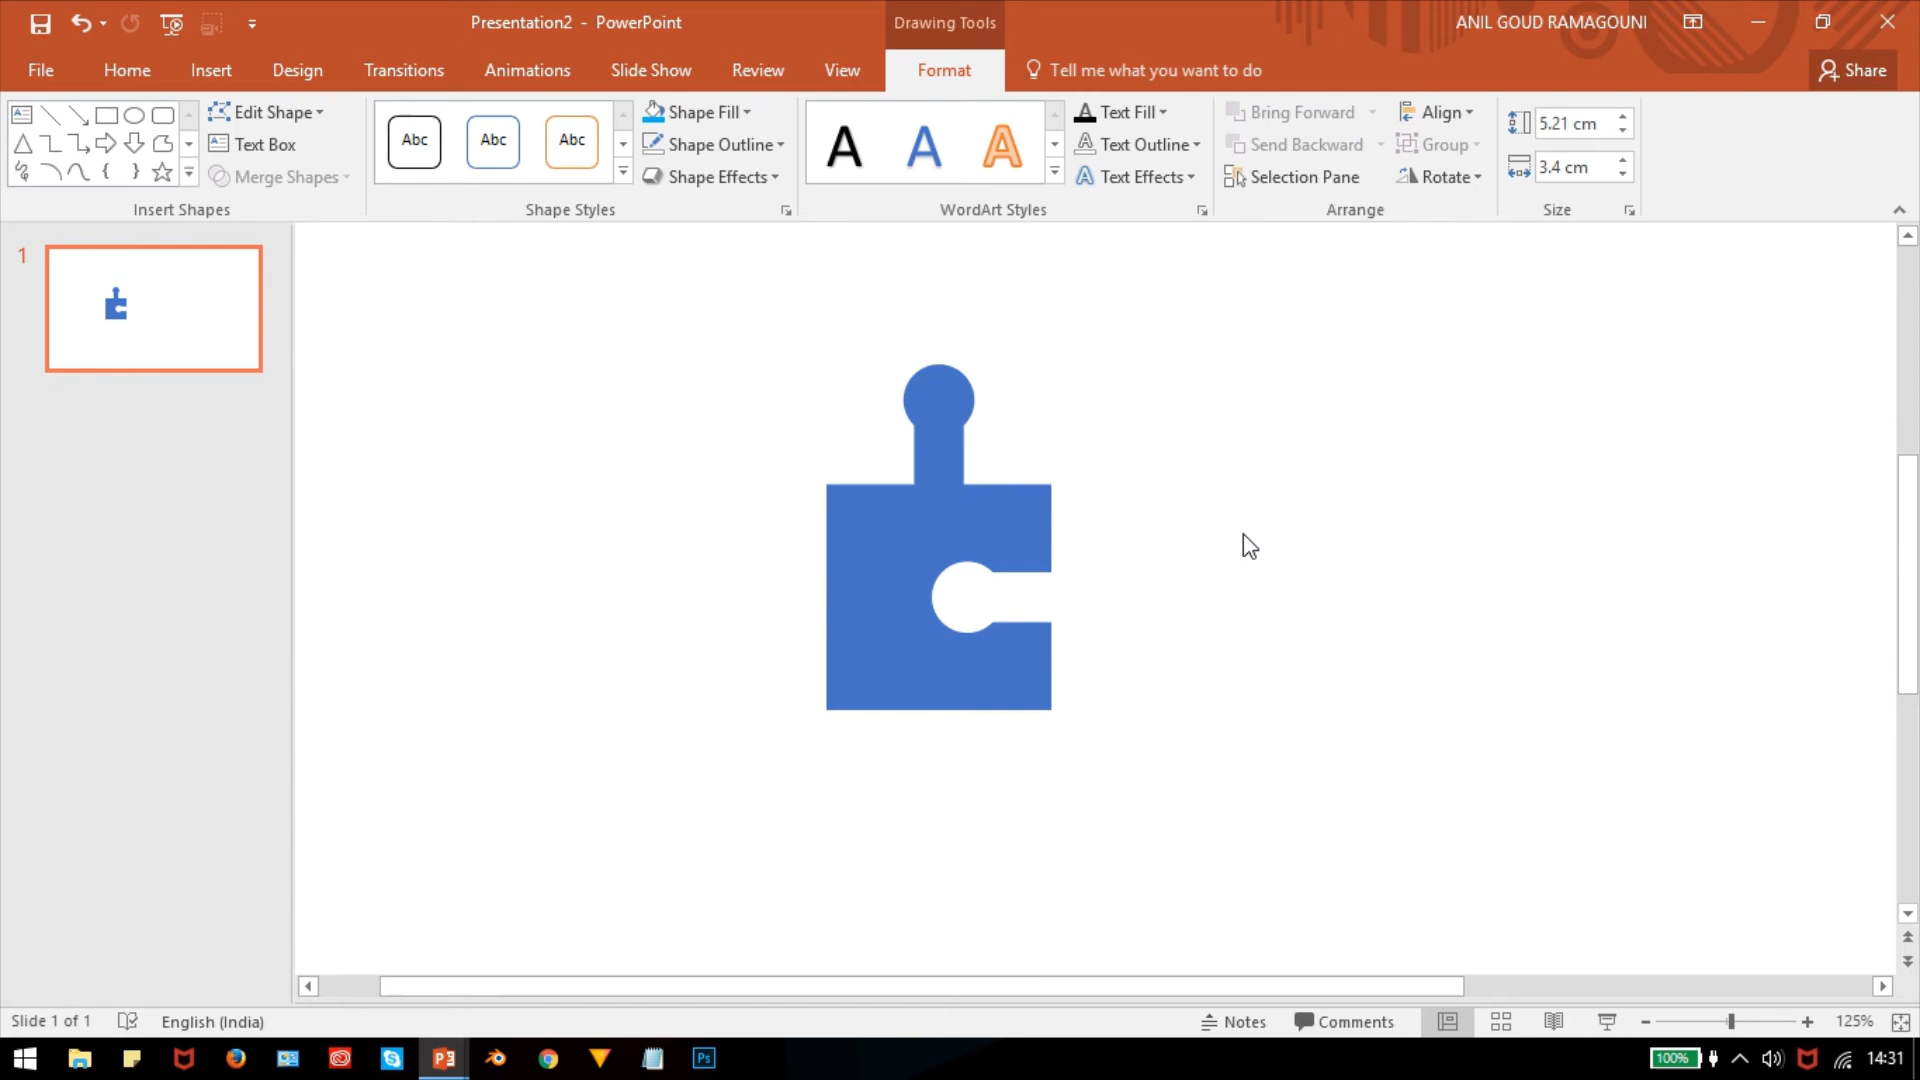 Presentation2 - PowerPoint
Drawing Tools
ANIL GOUD RAMAGOUNI
File
Home
Insert
Design
Transitions
Animations
Slide Show
Review
View
Format
Tell me what you want to do
Share
Edit Shape
Text Box
Merge Shapes
Insert Shapes
Abc
Abc
Abc
Shape Fill
Shape Outline
Shape Effects
Shape Styles
A
A
A
Text Fill
Text Outline
Text Effects
WordArt Styles
Bring Forward
Send Backward
Selection Pane
Align
Group
Rotate
Arrange
5.21 cm
3.4 cm
Size
1
Slide 1 of 1
English (India)
Notes
Comments
125%
Ps
100%
14:31